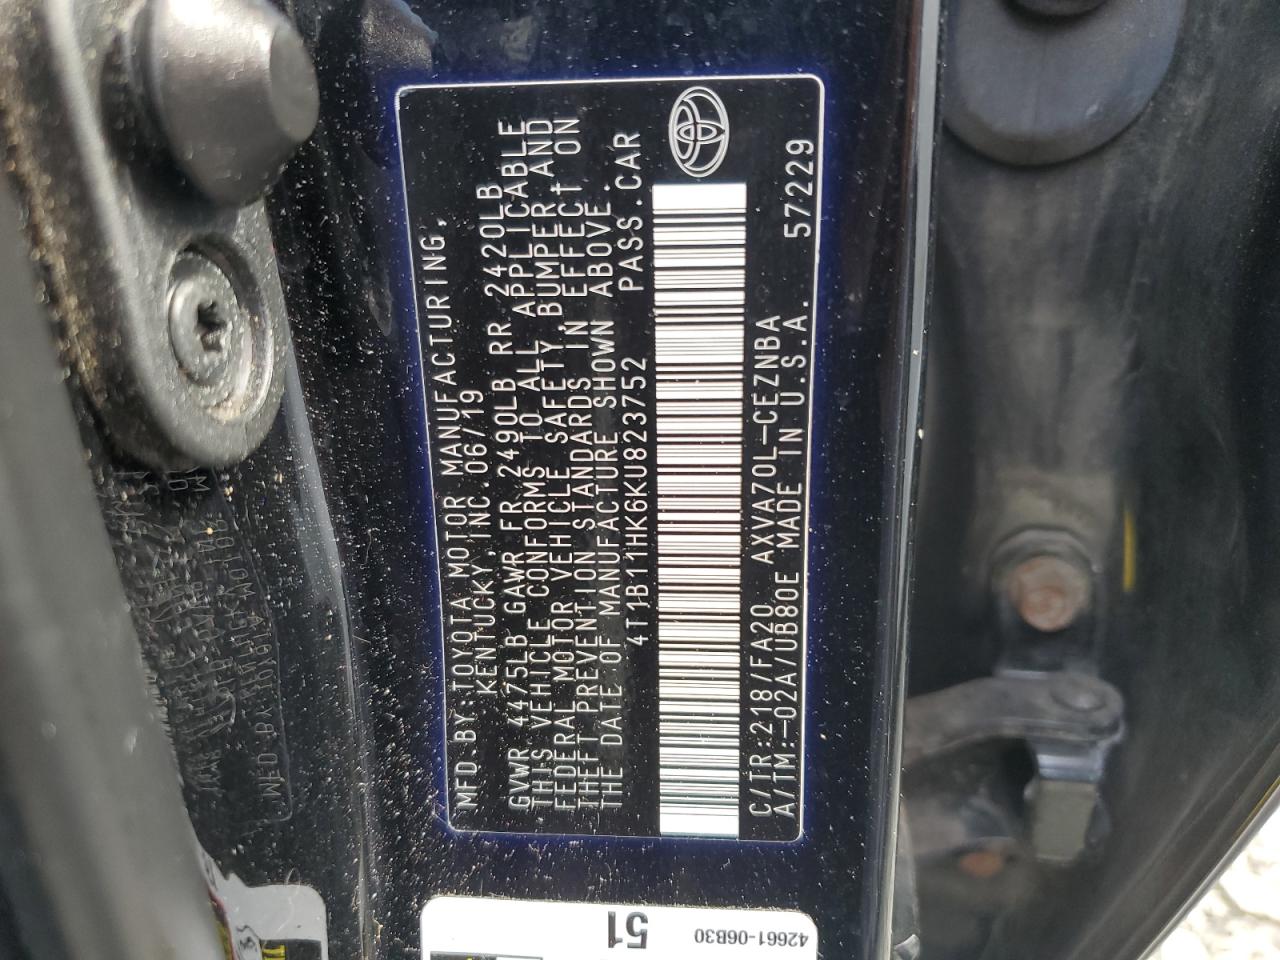 MFD.BY:TOYOTA MOTOR MANUFACTURING,
KENTUCKY,INC.06/19
GVWR 4475LB GAWR FR 2490LB RR 2420LB
THIS VEHICLE CONFORMS TO ALL APPLICABLE
FEDERAL MOTOR VEHICLE SAFETY,BUMPER,AND
THEFT PREVENTION STANDARDS IN EFFECT ON
THE DATE OF MANUFACTURE SHOWN ABOVE.
4T1B11HK6KU823752 PASS.CAR
C/TR:218/FA20 AXVA70L-CEZNBA
A/TM:-02A/UB80E MADE IN U.S.A. 57229
51
42661-06B30